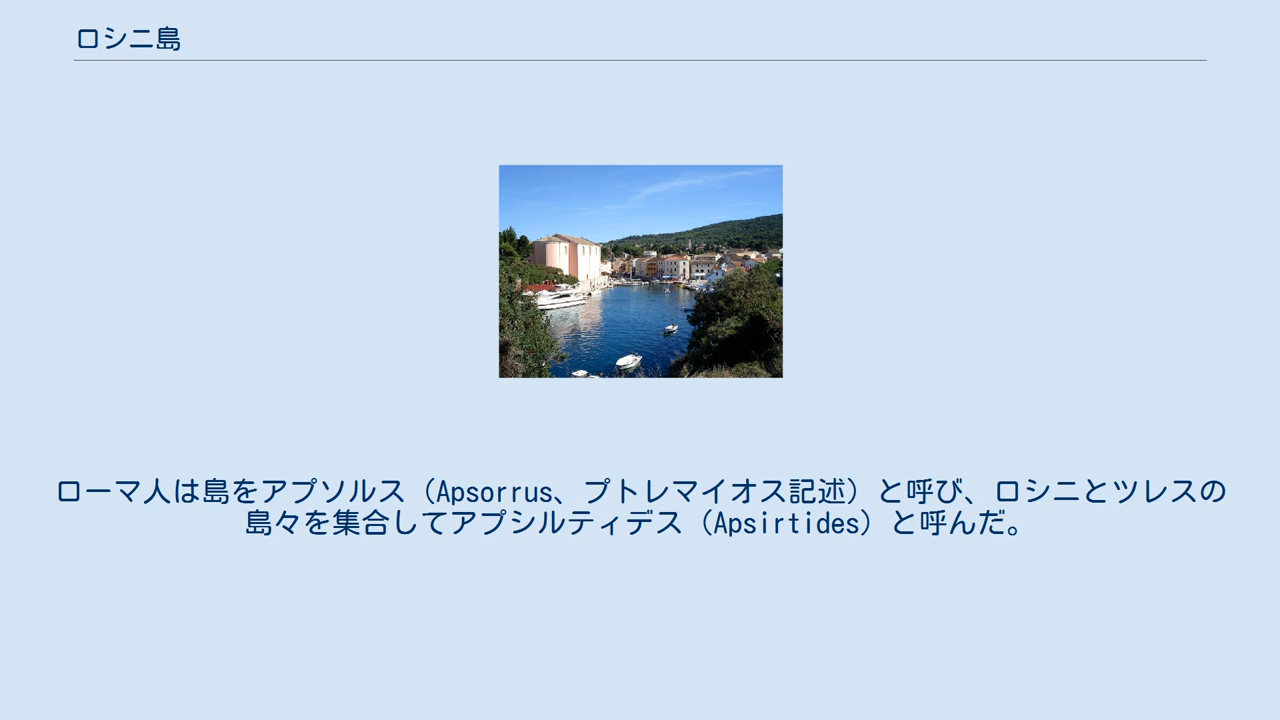 ロシニ島
ローマ人は島をアプソルス（Apsorrus、プトレマイオス記述）と呼び、ロシニとツレスの
島々を集合してアプシルティデス（Apsirtides）と呼んだ。